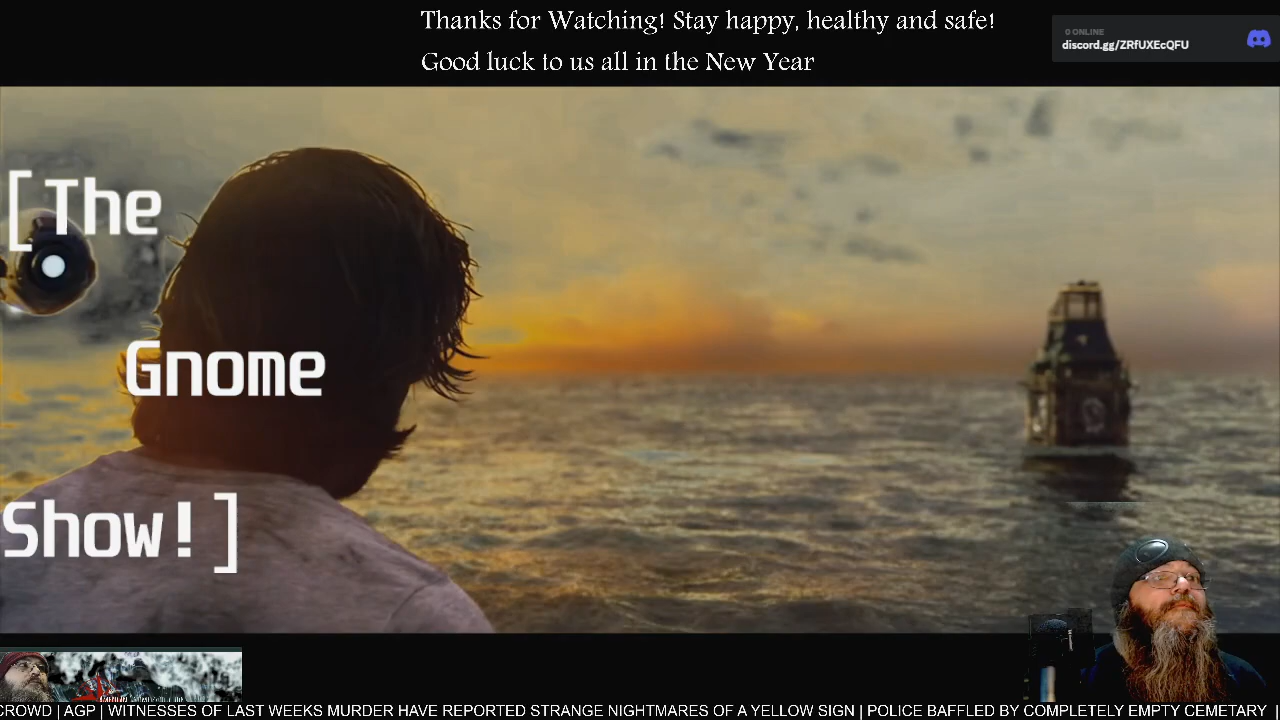 Thanks for Watching! Stay happy, healthy and safe!
Good luck to us all in the New Year
0 ONLINE
discord.gg/ZRfUXEcQFU
[The
Gnome
Show!]
CROWD | AGP | WITNESSES OF LAST WEEKS MURDER HAVE REPORTED STRANGE NIGHTMARES OF A YELLOW SIGN | POLICE BAFFLED BY COMPLETELY EMPTY CEMETARY |